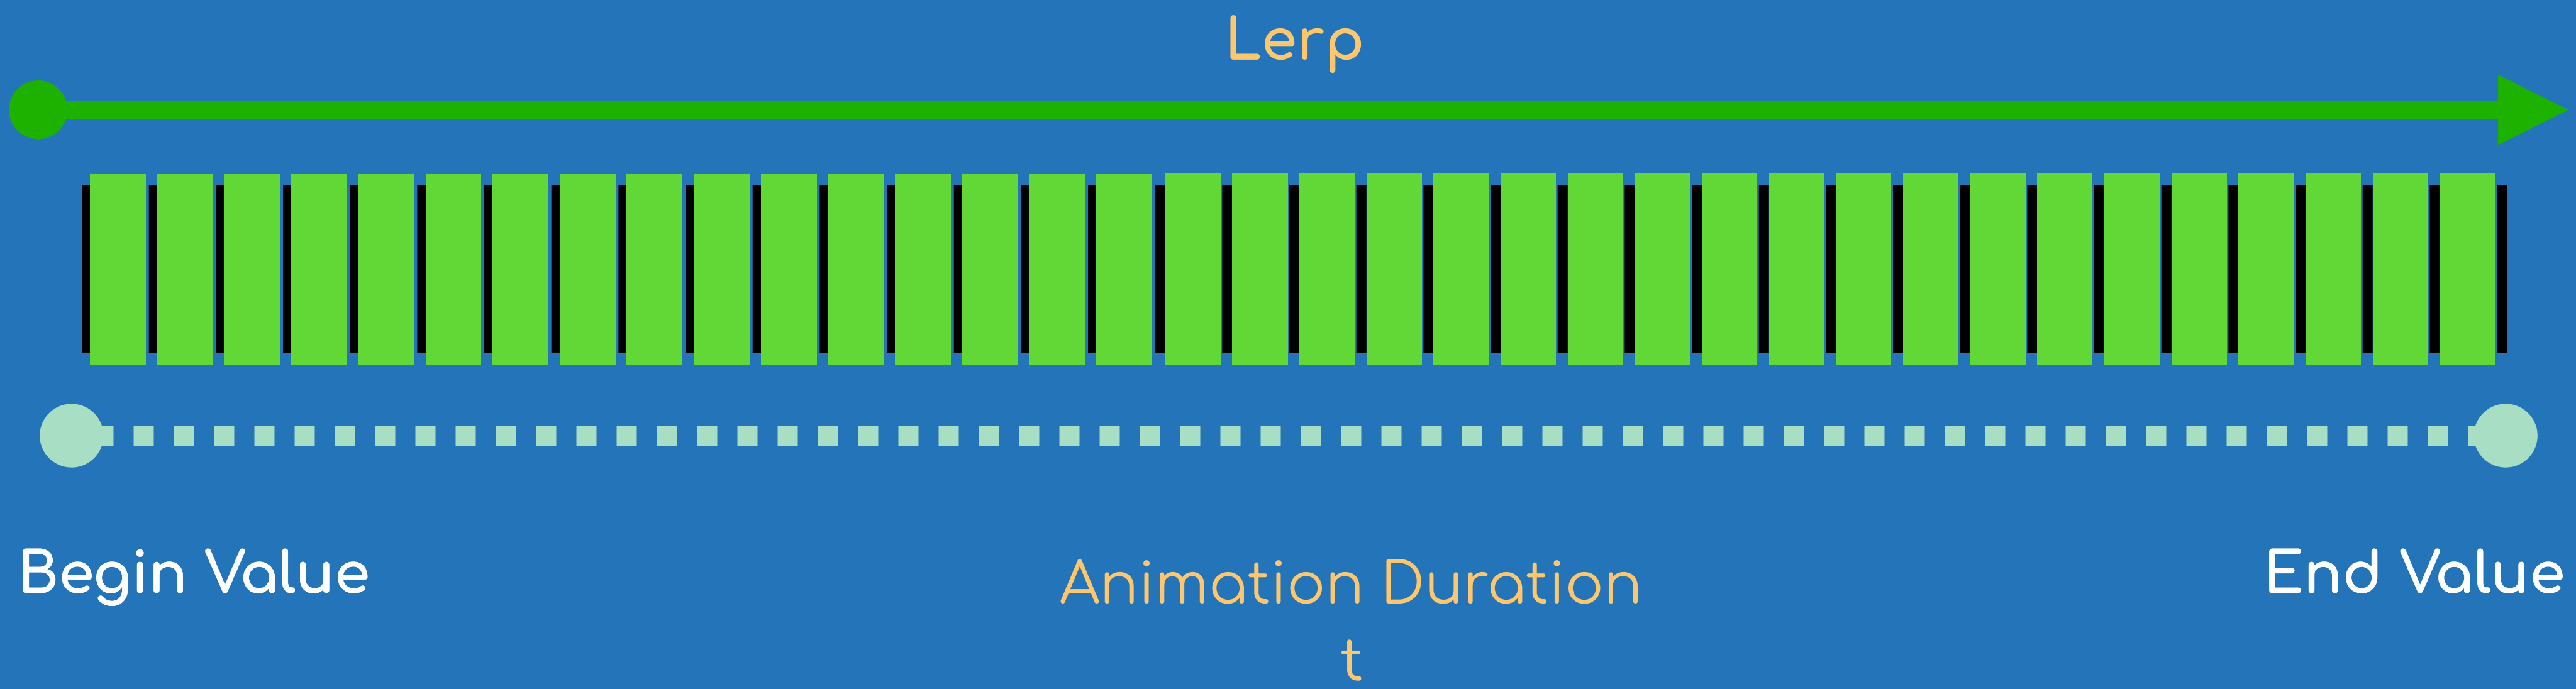 Lerp
Begin Value
Animation Duration
End Value
t